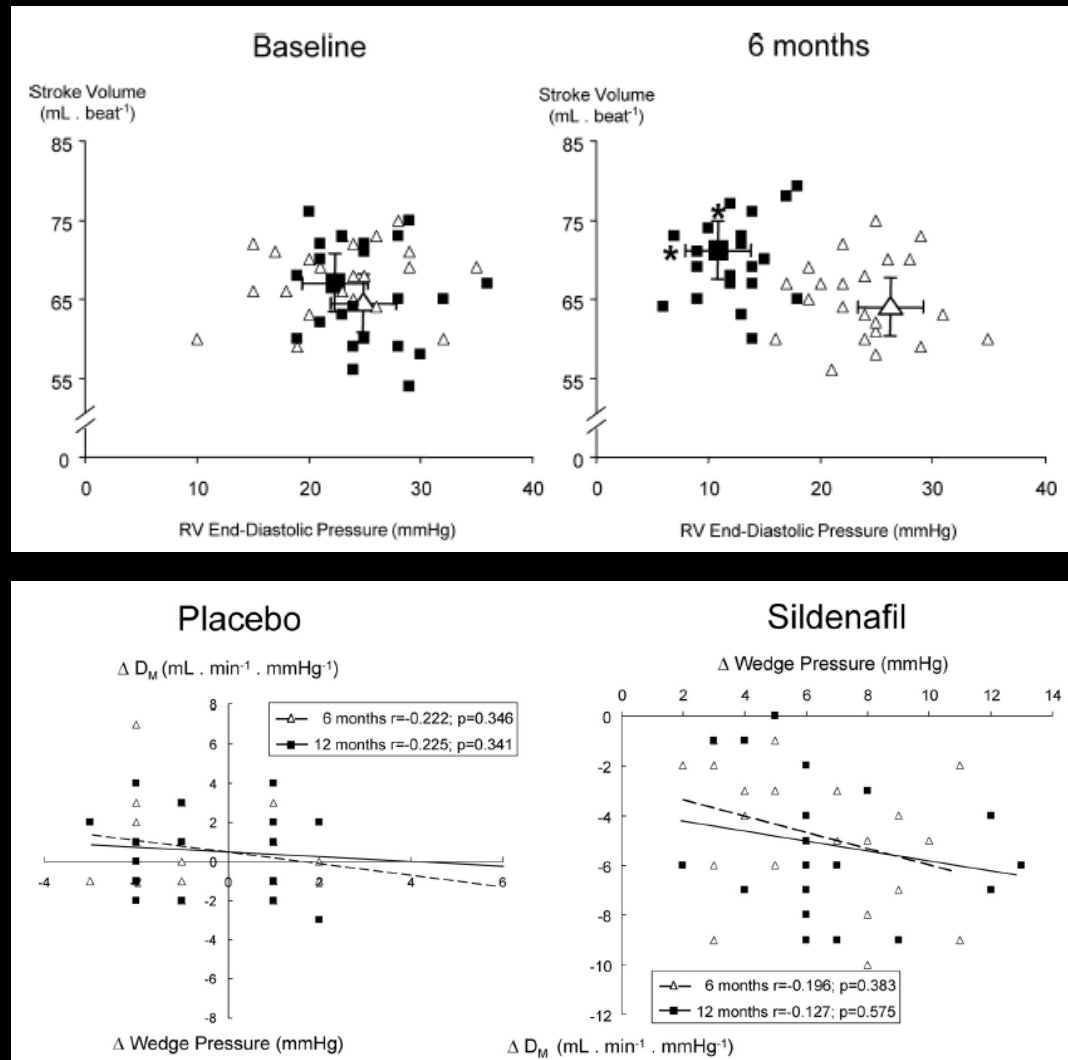 Baseline
6 months
Stroke Volume
(mL . beat⁻¹)
Stroke Volume
(mL . beat⁻¹)
85
75
65
55
0
0
10
20
30
40
RV End-Diastolic Pressure (mmHg)
85
75
65
55
0
*
*
0
10
20
30
40
RV End-Diastolic Pressure (mmHg)
Placebo
Δ D_M (mL . min⁻¹ . mmHg⁻¹)
8
6
4
2
0
-2
-4
-6
-8
-4
-2
0
2
4
6
6 months r=-0.222; p=0.346
12 months r=-0.225; p=0.341
Δ Wedge Pressure (mmHg)
Sildenafil
Δ Wedge Pressure (mmHg)
0
2
4
6
8
10
12
14
0
-2
-4
-6
-8
-10
-12
6 months r=-0.196; p=0.383
12 months r=-0.127; p=0.575
Δ D_M (mL . min⁻¹ . mmHg⁻¹)